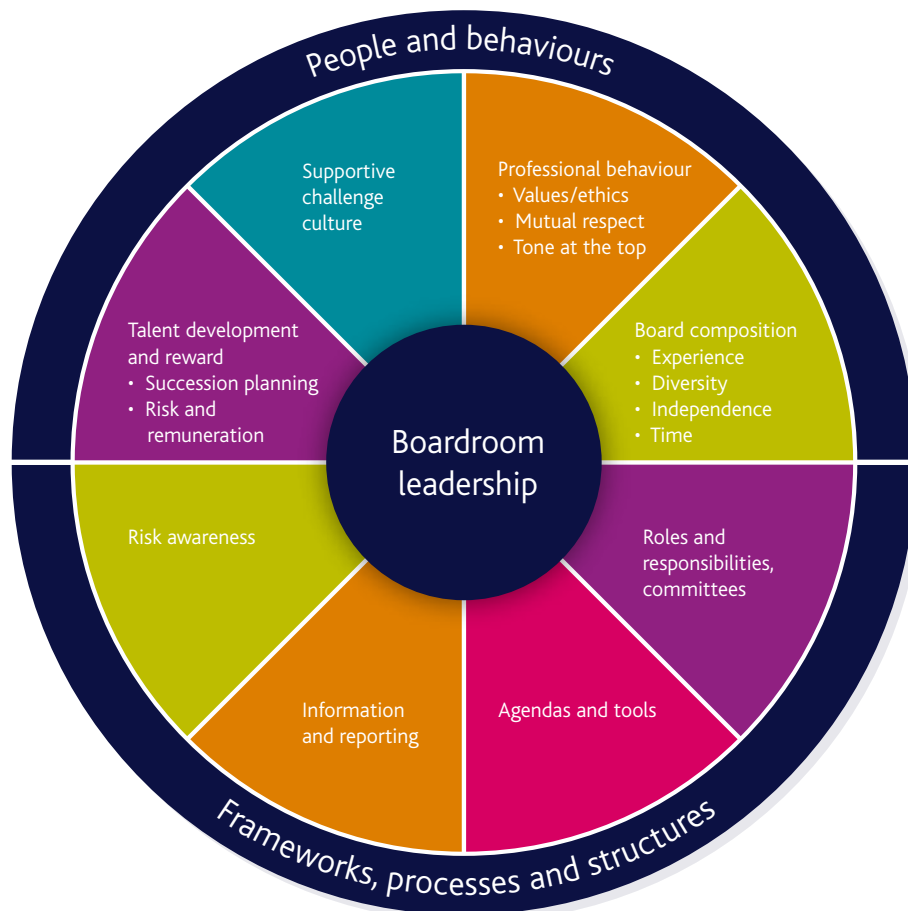 People and behaviours
Supportive
challenge
culture
Professional behaviour
• Values/ethics
• Mutual respect
• Tone at the top
Talent development
and reward
• Succession planning
• Risk and
remuneration
Board composition
• Experience
• Diversity
• Independence
• Time
Boardroom
leadership
Risk awareness
Roles and
responsibilities,
committees
Information
and reporting
Agendas and tools
Frameworks, processes and structures